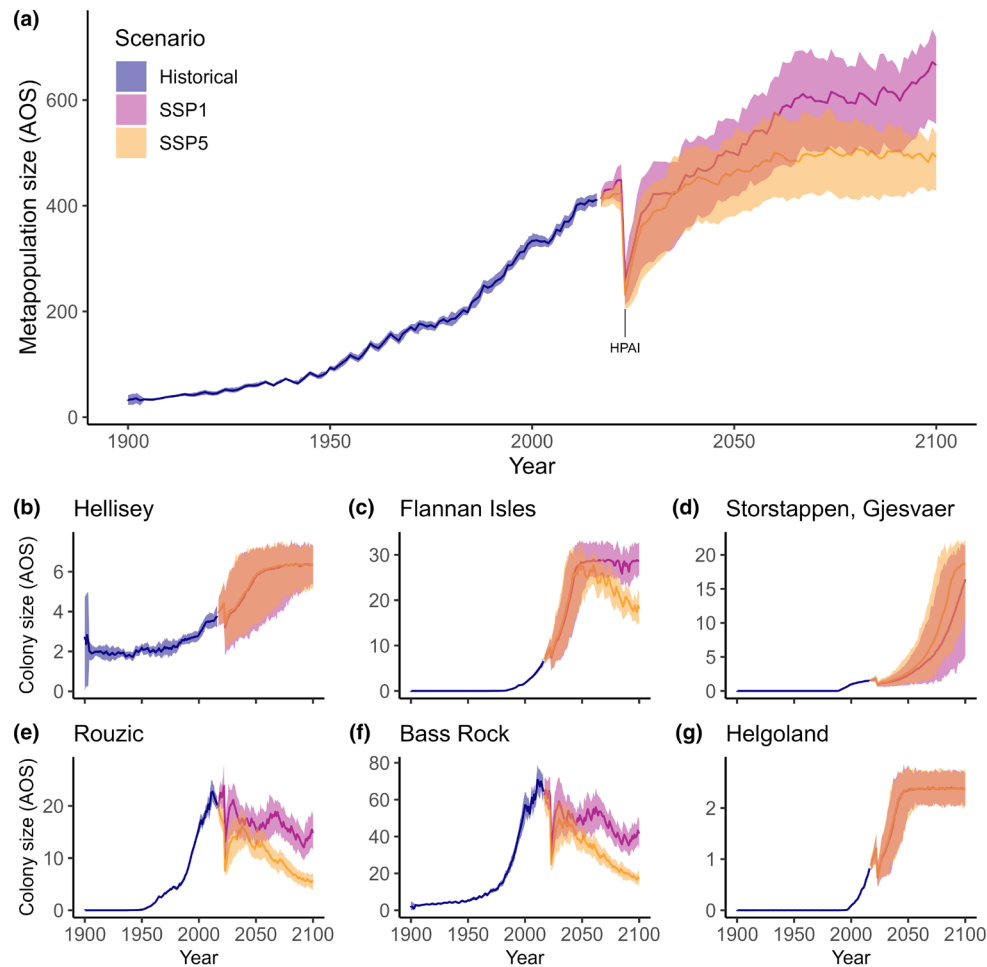 (a)
Scenario
Historical
SSP1
SSP5
Metapopulation size (AOS)
600
400
200
0
HPAI
1900 1950 2000 2050 2100
Year
(b) Hellisey
Colony size (AOS)
6
4
2
0
(c) Flannan Isles
30
20
10
0
(d) Storstappen, Gjesvaer
20
15
10
5
0
(e) Rouzic
Colony size (AOS)
20
10
0
1900 1950 2000 2050 2100
Year
(f) Bass Rock
80
60
40
20
0
1900 1950 2000 2050 2100
Year
(g) Helgoland
2
1
0
1900 1950 2000 2050 2100
Year